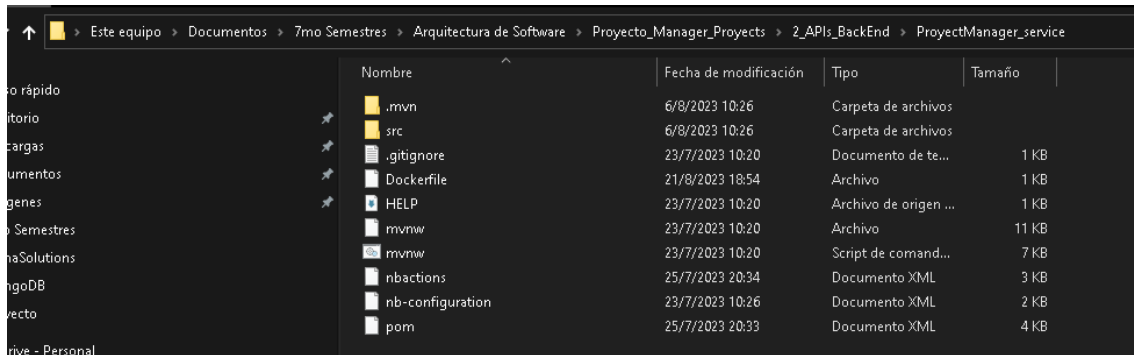 Este equipo > Documentos > 7mo Semestres > Arquitectura de Software > Proyecto_Manager_Proyects > 2_APIs_BackEnd > ProyectManager_service
Nombre Fecha de modificación Tipo Tamaño
so rápido
itorio
cargas
umentos
genes
Semestres
naSolutions
ngoDB
yecto
rive - Personal
.mvn 6/8/2023 10:26 Carpeta de archivos
src 6/8/2023 10:26 Carpeta de archivos
.gitignore 23/7/2023 10:20 Documento de te... 1 KB
Dockerfile 21/8/2023 18:54 Archivo 1 KB
HELP 23/7/2023 10:20 Archivo de origen ... 1 KB
mvnw 23/7/2023 10:20 Archivo 11 KB
mvnw 23/7/2023 10:20 Script de comand... 7 KB
nbactions 25/7/2023 20:34 Documento XML 3 KB
nb-configuration 23/7/2023 10:26 Documento XML 2 KB
pom 25/7/2023 20:33 Documento XML 4 KB